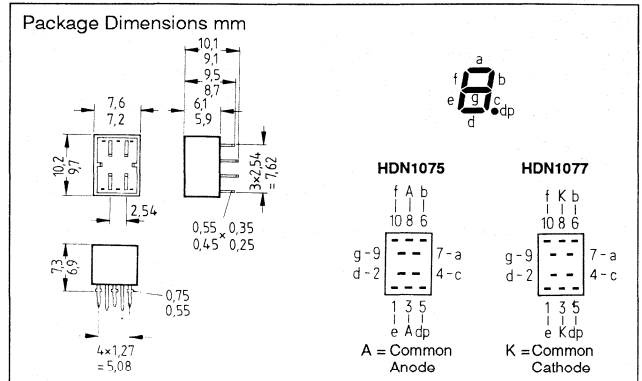 Package Dimensions mm
10,1
9,1
9,5
8,7
6,1
5,9
7,6
7,2
10,2
9,7
2,54
3×2,54
= 7,62
0,55 × 0,35
0,45 0,25
7,3
6,9
0,75
0,55
4×1,27
=5,08
a
f b
g
e c
d dp
HDN1075
f A b
10 8 6
g-9 7-a
d-2 4-c
1 3 5
e A dp
A = Common
Anode
HDN1077
f K b
10 8 6
g-9 7-a
d-2 4-c
1 3 5
e K dp
K = Common
Cathode